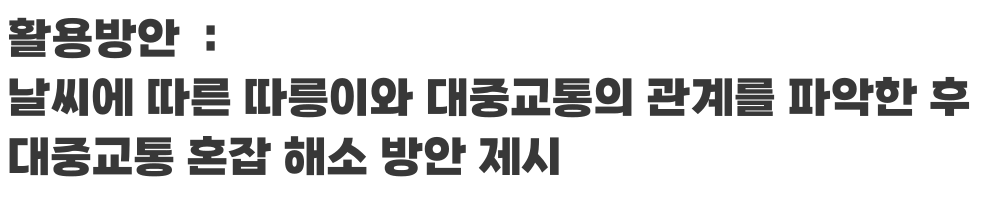 활용방안 :
날씨에 따른 따릉이와 대중교통의 관계를 파악한 후
대중교통 혼잡 해소 방안 제시